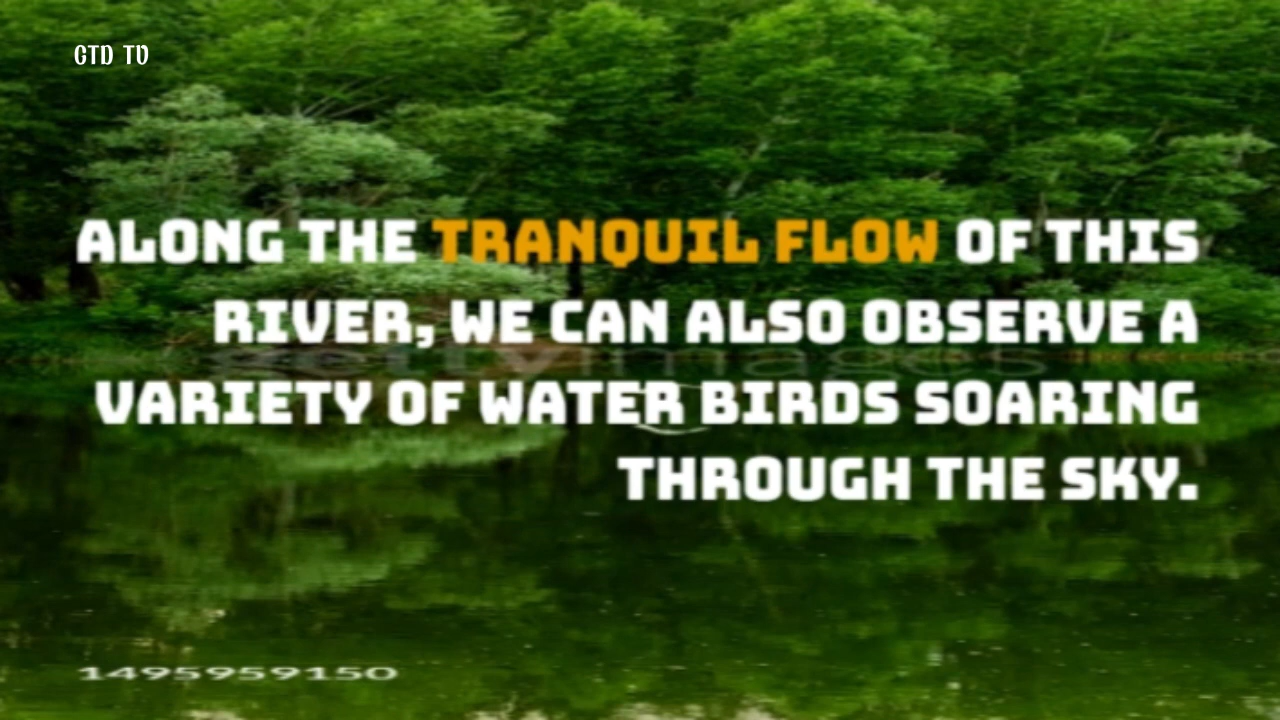 GTD TV
ALONG THE TRANQUIL FLOW OF THIS
RIVER, WE CAN ALSO OBSERVE A
gettyimages
VARIETY OF WATER BIRDS SOARING
THROUGH THE SKY.
1495959150